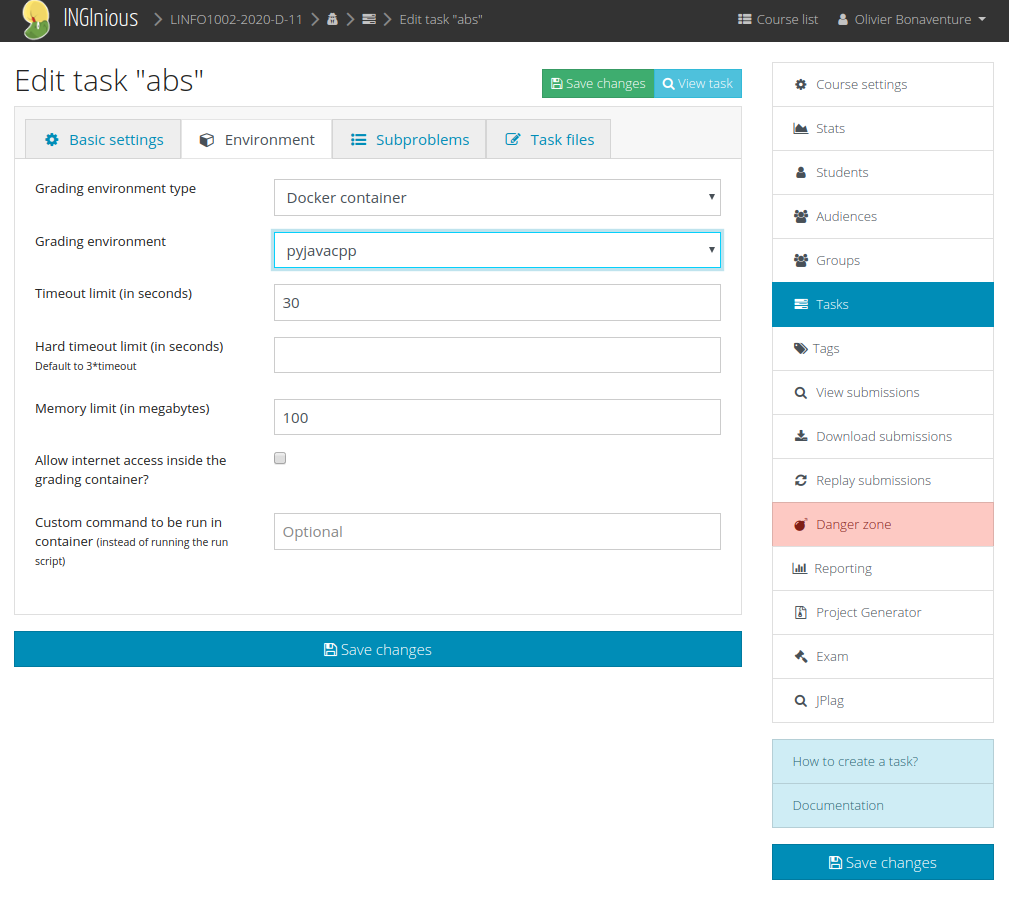 INGInious LINFO1002-2020-D-11 Edit task "abs" Course list Olivier Bonaventure
Edit task "abs"
Save changes View task
Basic settings Environment Subproblems Task files
Grading environment type
Docker container
Grading environment
pyjavacpp
Timeout limit (in seconds)
30
Hard timeout limit (in seconds)
Default to 3*timeout
Memory limit (in megabytes)
100
Allow internet access inside the
grading container?
Custom command to be run in
container (instead of running the run
script)
Optional
Save changes
Course settings
Stats
Students
Audiences
Groups
Tasks
Tags
View submissions
Download submissions
Replay submissions
Danger zone
Reporting
Project Generator
Exam
JPlag
How to create a task?
Documentation
Save changes